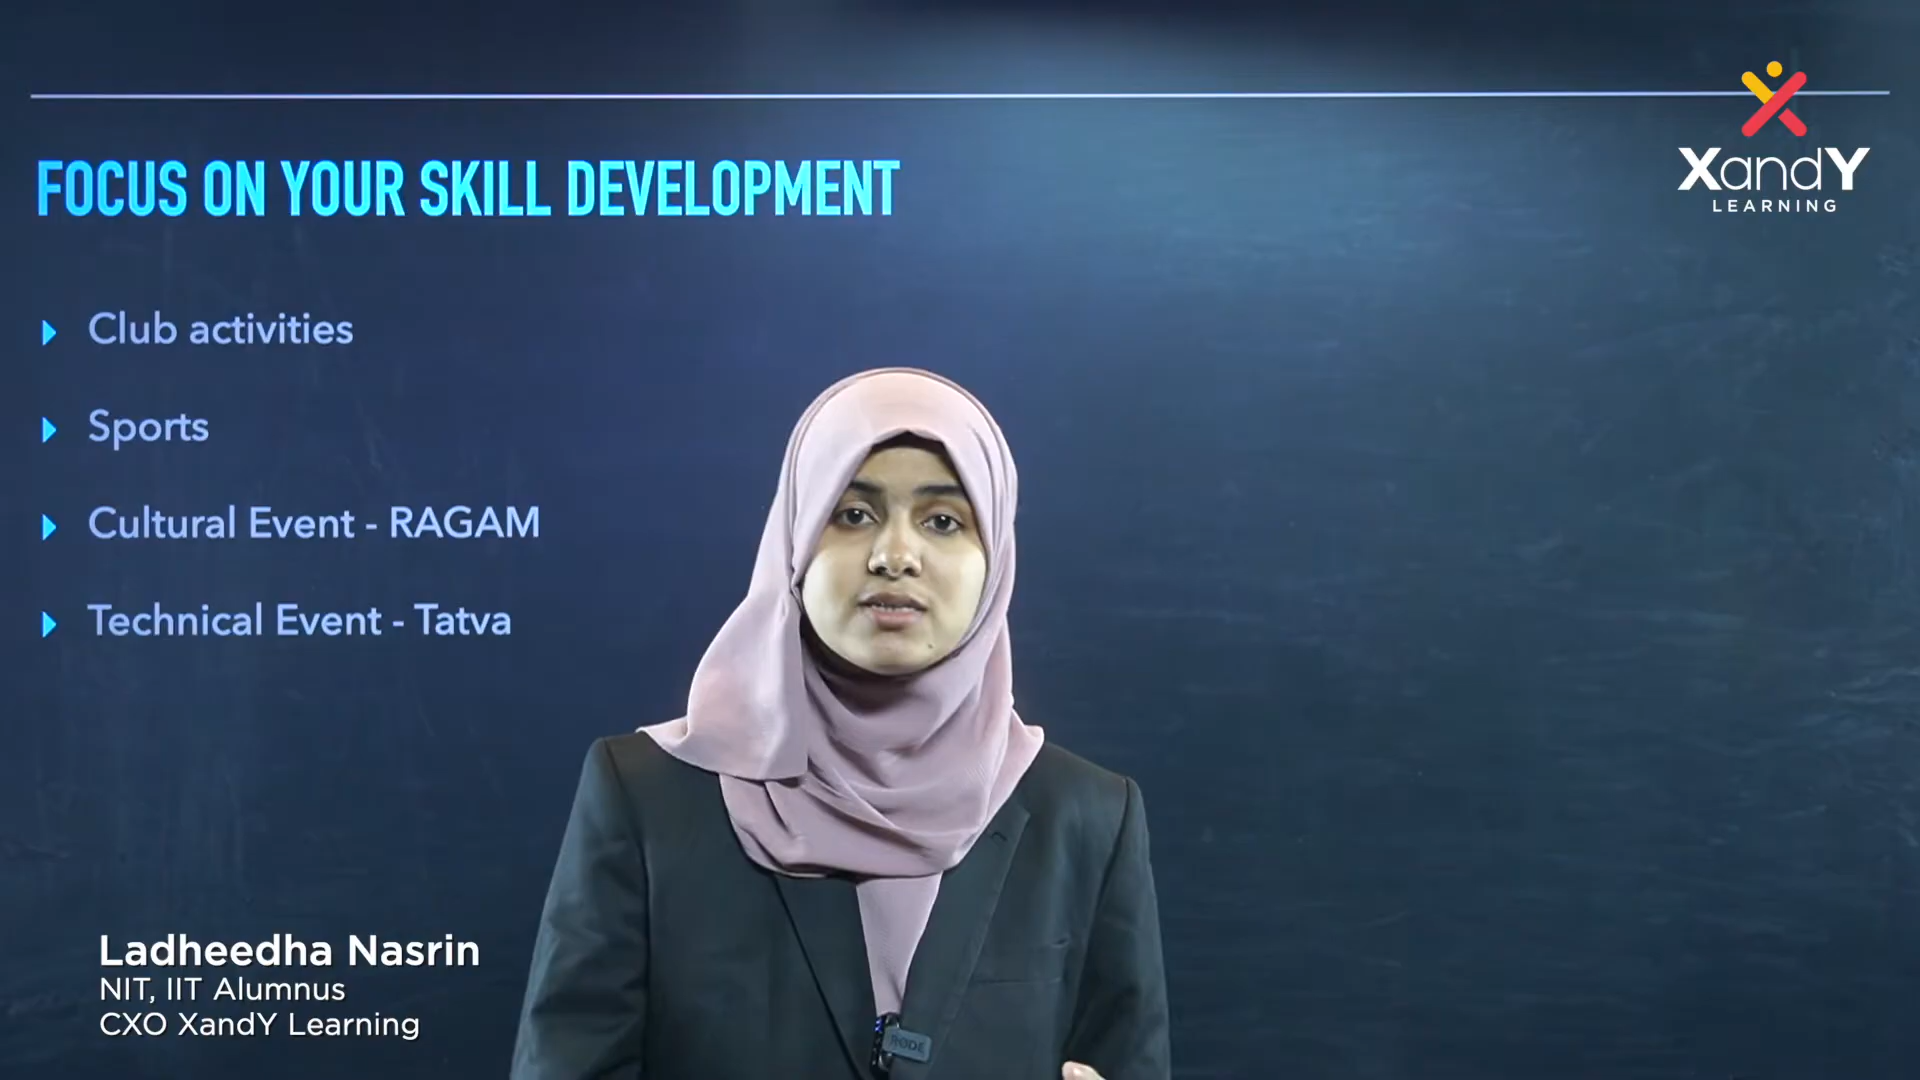 XandY
LEARNING
FOCUS ON YOUR SKILL DEVELOPMENT
Club activities
Sports
Cultural Event - RAGAM
Technical Event - Tatva
Ladheedha Nasrin
NIT, IIT Alumnus
CXO XandY Learning
RØDE